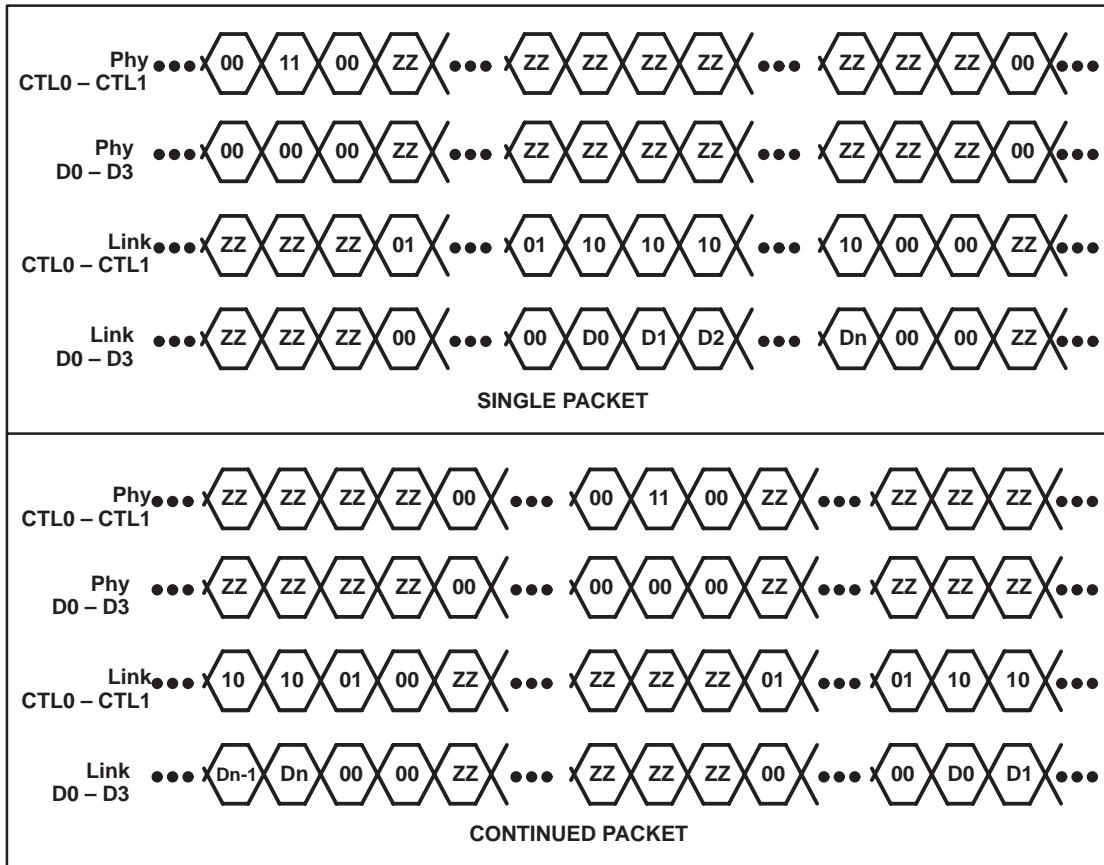 Phy CTL0 – CTL1 00 11 00 ZZ ZZ ZZ ZZ ZZ ZZ ZZ ZZ 00
Phy D0 – D3 00 00 00 ZZ ZZ ZZ ZZ ZZ ZZ ZZ ZZ 00
Link CTL0 – CTL1 ZZ ZZ ZZ 01 01 10 10 10 10 00 00 ZZ
Link D0 – D3 ZZ ZZ ZZ 00 00 D0 D1 D2 Dn 00 00 ZZ
SINGLE PACKET
Phy CTL0 – CTL1 ZZ ZZ ZZ ZZ 00 00 11 00 ZZ ZZ ZZ ZZ
Phy D0 – D3 ZZ ZZ ZZ ZZ 00 00 00 00 ZZ ZZ ZZ ZZ
Link CTL0 – CTL1 10 10 01 00 ZZ ZZ ZZ ZZ 01 01 10 10
Link D0 – D3 Dn-1 Dn 00 00 ZZ ZZ ZZ ZZ 00 00 D0 D1
CONTINUED PACKET